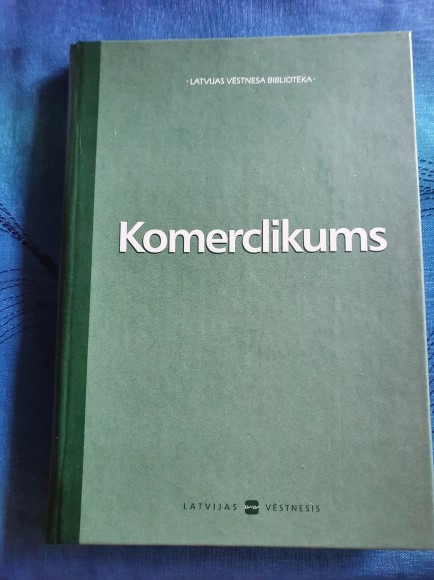 · LATVIJAS VĒSTNESA BIBLIOTĒKA ·
Komerclikums
LATVIJAS VĒSTNESIS